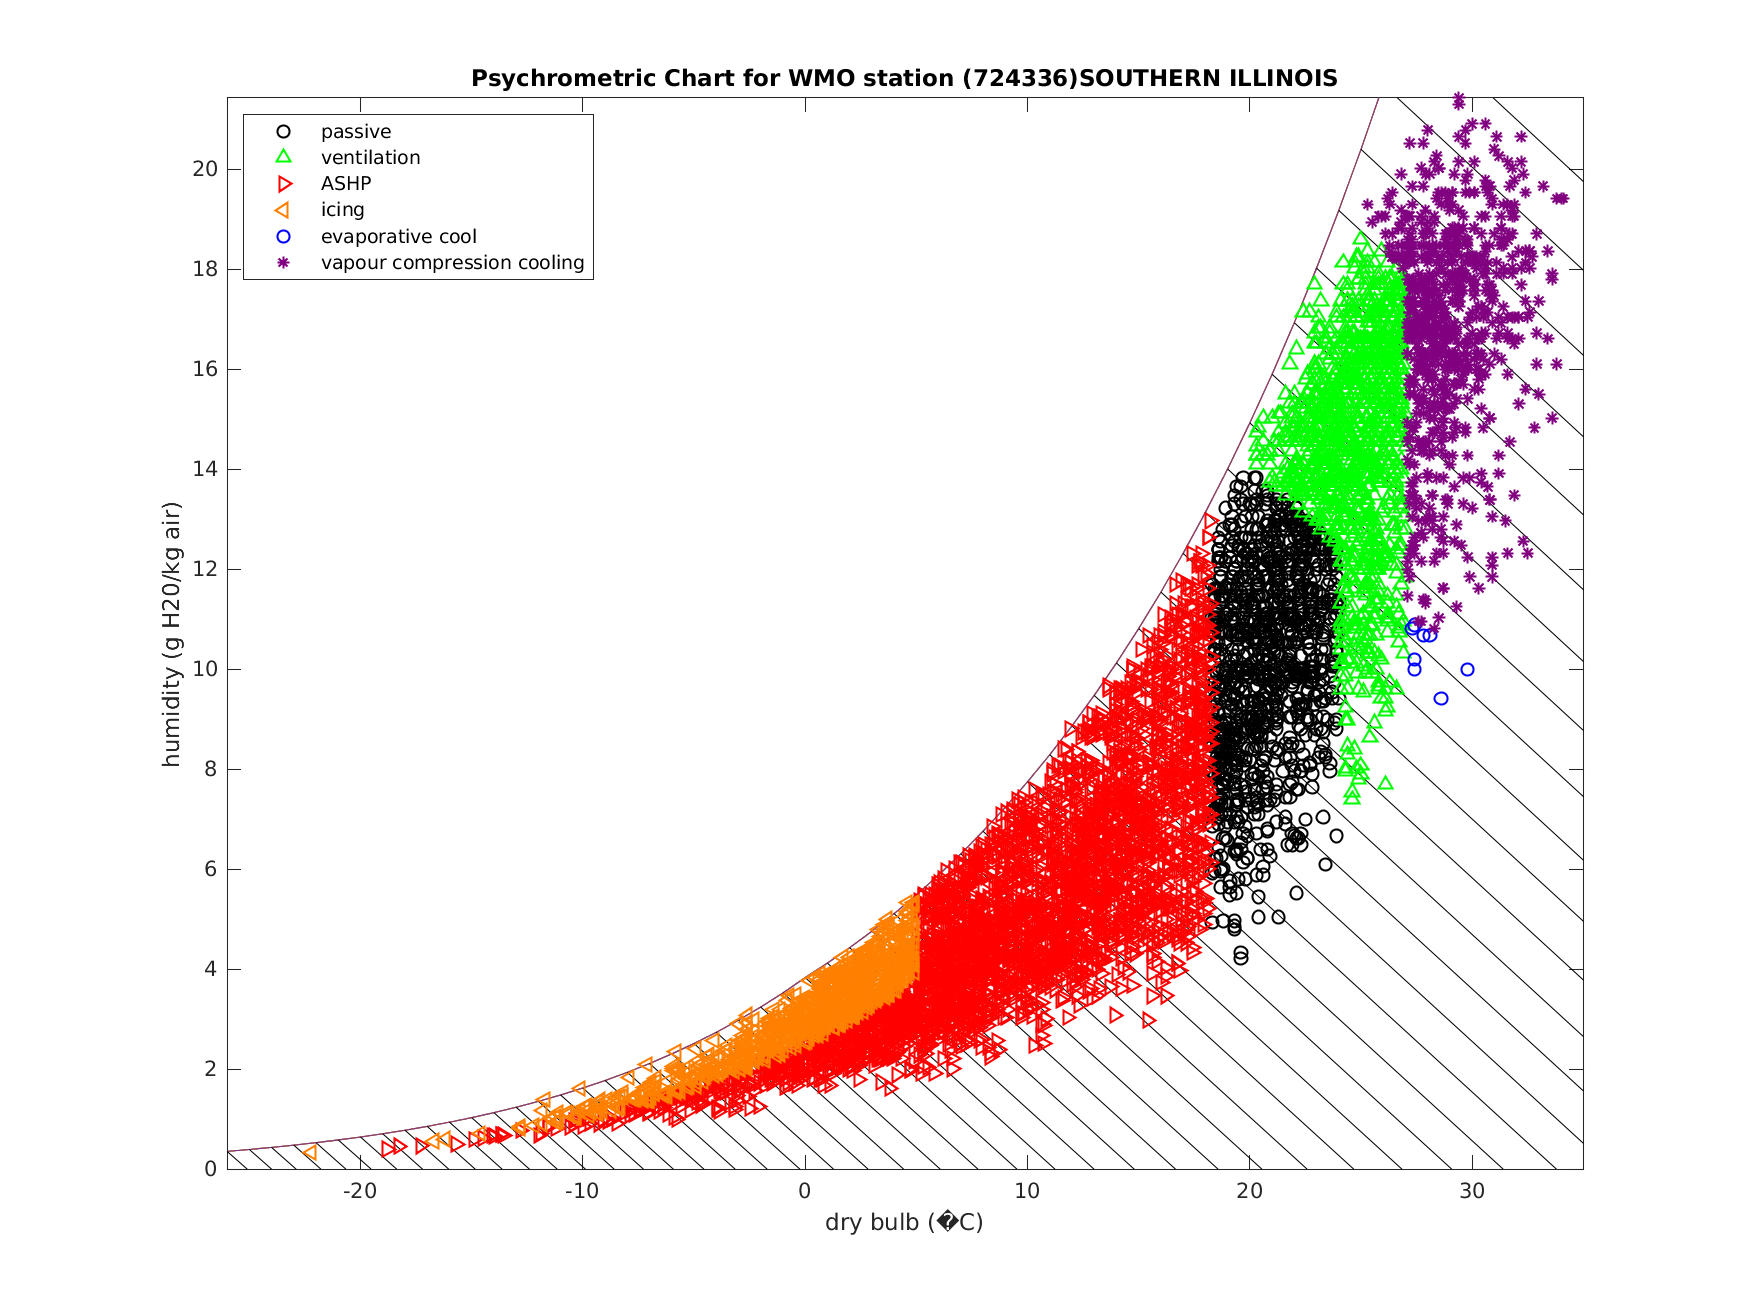 Psychrometric Chart for WMO station (724336)SOUTHERN ILLINOIS
passive
ventilation
ASHP
icing
evaporative cool
vapour compression cooling
humidity (g H20/kg air)
20
18
16
14
12
10
8
6
4
2
0
-20
-10
0
10
20
30
dry bulb (�C)